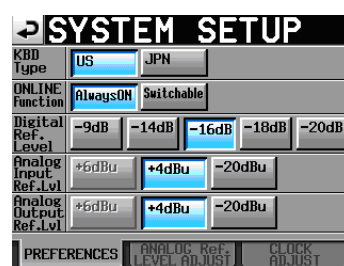 SYSTEM SETUP
KBD Type US JPN
ONLINE Function AlwaysON Switchable
Digital Ref. Level -9dB -14dB -16dB -18dB -20dB
Analog Input Ref.Lvl +6dBu +4dBu -20dBu
Analog Output Ref.Lvl +6dBu +4dBu -20dBu
PREFERENCES ANALOG Ref. LEVEL ADJUST CLOCK ADJUST